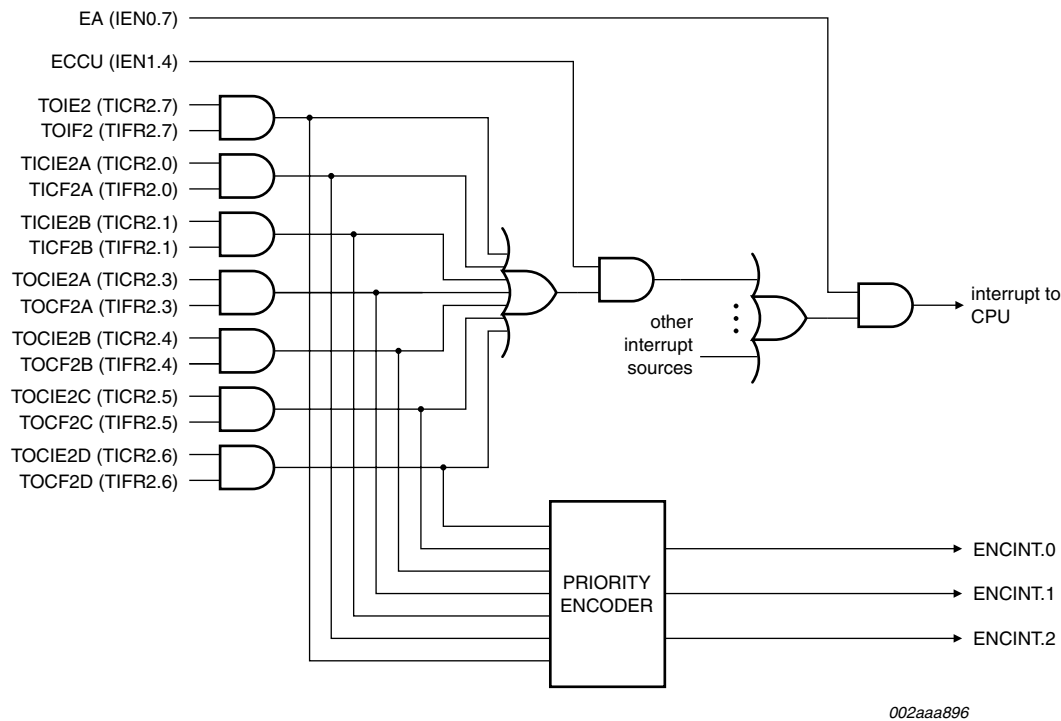 EA (IEN0.7)
ECCU (IEN1.4)
TOIE2 (TICR2.7)
TOIF2 (TIFR2.7)
TICIE2A (TICR2.0)
TICF2A (TIFR2.0)
TICIE2B (TICR2.1)
TICF2B (TIFR2.1)
TOCIE2A (TICR2.3)
TOCF2A (TIFR2.3)
TOCIE2B (TICR2.4)
TOCF2B (TIFR2.4)
TOCIE2C (TICR2.5)
TOCF2C (TIFR2.5)
TOCIE2D (TICR2.6)
TOCF2D (TIFR2.6)
other
interrupt
sources
interrupt to
CPU
PRIORITY
ENCODER
ENCINT.0
ENCINT.1
ENCINT.2
002aaa896